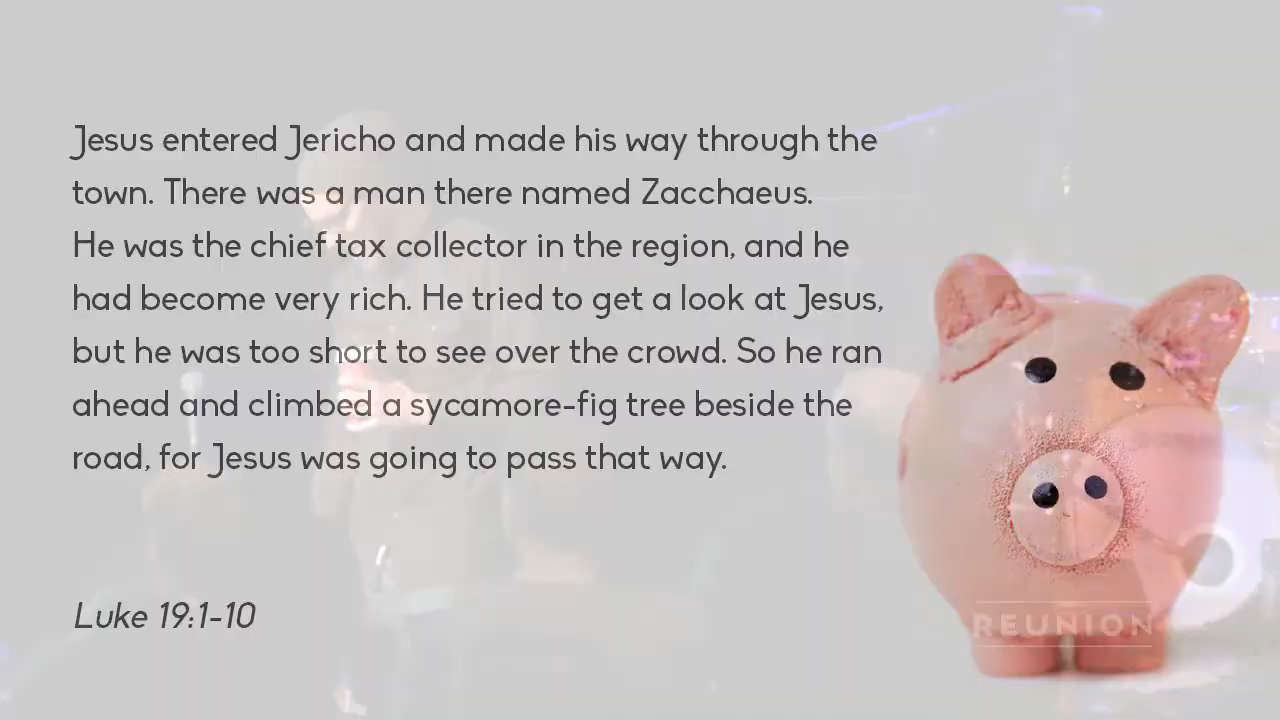 Jesus entered Jericho and made his way through the
town. There was a man there named Zacchaeus.
He was the chief tax collector in the region, and he
had become very rich. He tried to get a look at Jesus,
but he was too short to see over the crowd. So he ran
ahead and climbed a sycamore-fig tree beside the
road, for Jesus was going to pass that way.
Luke 19:1-10
REUNION